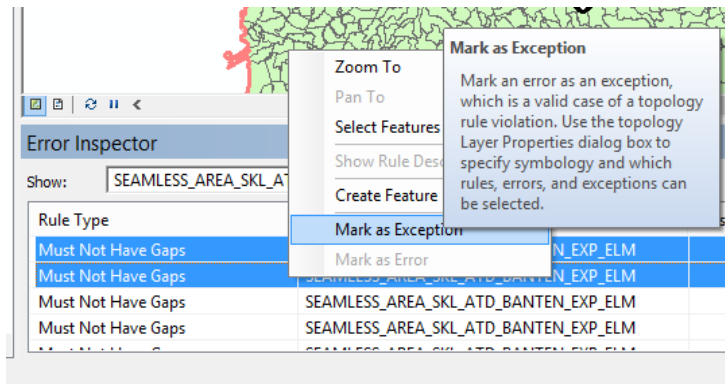 Mark as Exception
Mark an error as an exception,
which is a valid case of a topology
rule violation. Use the topology
Layer Properties dialog box to
specify symbology and which
rules, errors, and exceptions can
be selected.
Zoom To
Pan To
Select Features
Show Rule
Create Feature
Mark as Exception
Mark as Error
Error Inspector
Show: SEAMLESS_AREA_SKL_AT
Rule Type
Must Not Have Gaps N_EXP_ELM
Must Not Have Gaps SEAMLESS_AREA_SKL_ATD_BANTEN_EXP_ELM
Must Not Have Gaps SEAMLESS_AREA_SKL_ATD_BANTEN_EXP_ELM
Must Not Have Gaps SEAMLESS_AREA_SKL_ATD_BANTEN_EXP_ELM